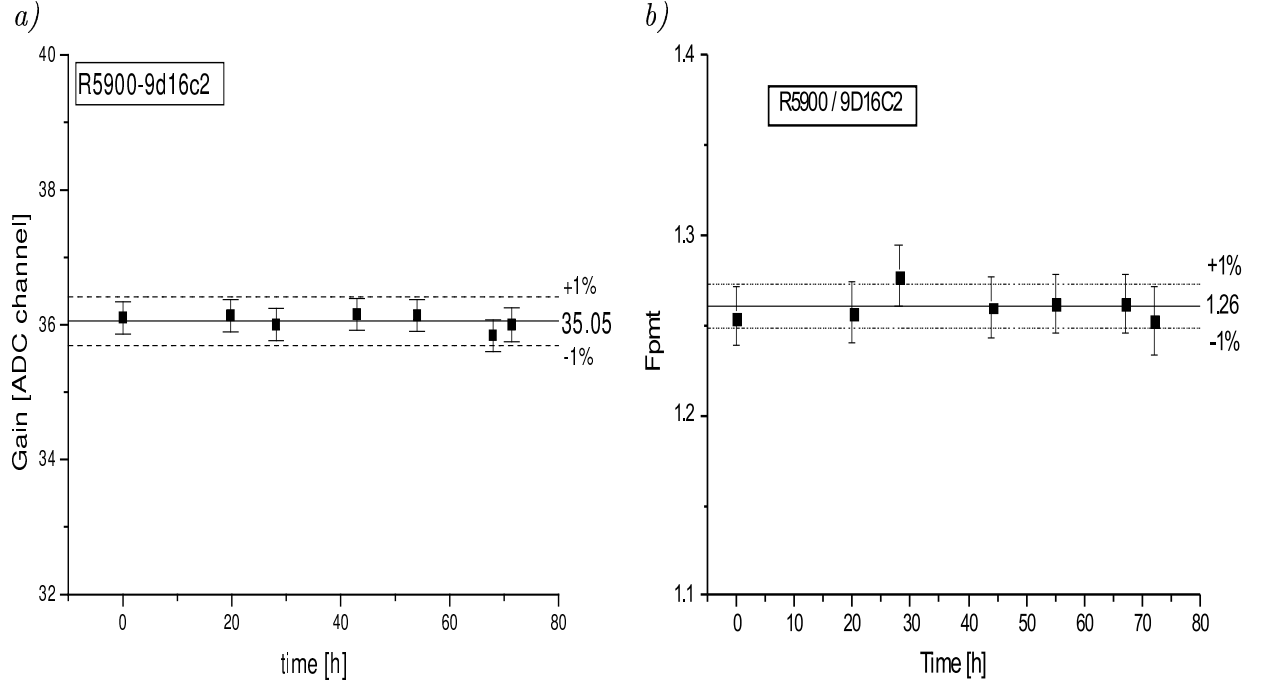 a)
R5900-9d16c2
40
38
36
34
32
+1%
35.05
-1%
Gain [ADC channel]
0 20 40 60 80
time [h]
b)
R5900 / 9D16C2
1.4
1.3
1.2
1.1
+1%
1.26
-1%
Fpmt
0 10 20 30 40 50 60 70 80
Time [h]